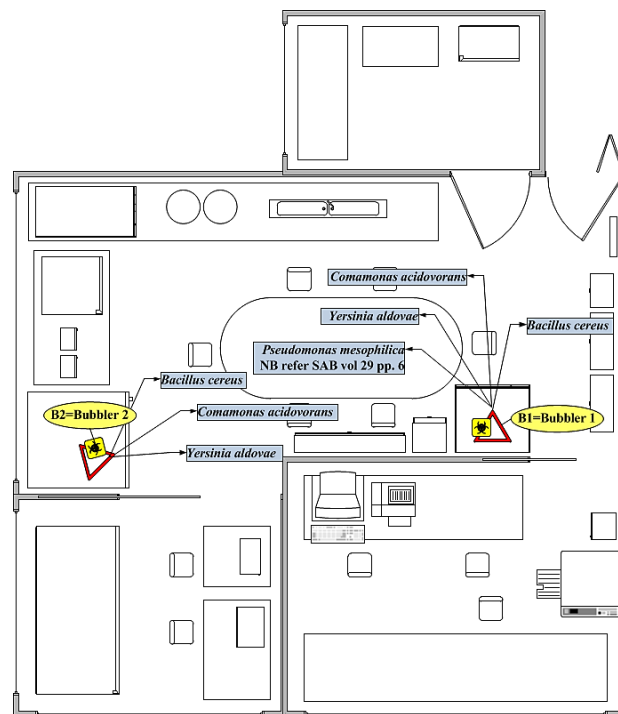 Comamonas acidovorans
Yersinia aldovae
Bacillus cereus
Pseudomonas mesophilica
NB refer SAB vol 29 pp. 6
Bacillus cereus
B2=Bubbler 2
Comamonas acidovorans
B1=Bubbler 1
Yersinia aldovae